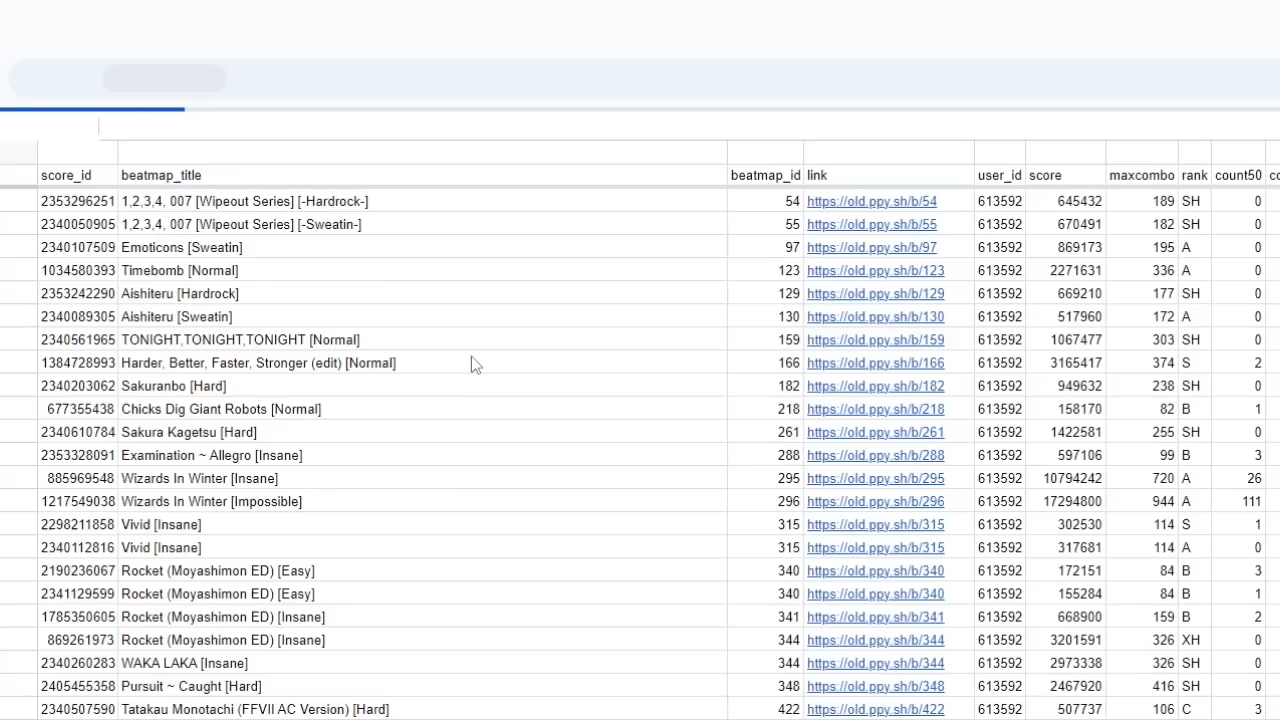 score_id beatmap_title beatmap_id link user_id score maxcombo rank count50 co
2353296251 1,2,3,4, 007 [Wipeout Series] [-Hardrock-] 54 https://old.ppy.sh/b/54 613592 645432 189 SH 0
2340050905 1,2,3,4, 007 [Wipeout Series] [-Sweatin-] 55 https://old.ppy.sh/b/55 613592 670491 182 SH 0
2340107509 Emoticons [Sweatin] 97 https://old.ppy.sh/b/97 613592 869173 195 A 0
1034580393 Timebomb [Normal] 123 https://old.ppy.sh/b/123 613592 2271631 336 A 0
2353242290 Aishiteru [Hardrock] 129 https://old.ppy.sh/b/129 613592 669210 177 SH 0
2340089305 Aishiteru [Sweatin] 130 https://old.ppy.sh/b/130 613592 517960 172 A 0
2340561965 TONIGHT,TONIGHT,TONIGHT [Normal] 159 https://old.ppy.sh/b/159 613592 1067477 303 SH 0
1384728993 Harder, Better, Faster, Stronger (edit) [Normal] 166 https://old.ppy.sh/b/166 613592 3165417 374 S 2
2340203062 Sakuranbo [Hard] 182 https://old.ppy.sh/b/182 613592 949632 238 SH 0
677355438 Chicks Dig Giant Robots [Normal] 218 https://old.ppy.sh/b/218 613592 158170 82 B 1
2340610784 Sakura Kagetsu [Hard] 261 https://old.ppy.sh/b/261 613592 1422581 255 SH 0
2353328091 Examination ~ Allegro [Insane] 288 https://old.ppy.sh/b/288 613592 597106 99 B 3
885969548 Wizards In Winter [Insane] 295 https://old.ppy.sh/b/295 613592 10794242 720 A 26
1217549038 Wizards In Winter [Impossible] 296 https://old.ppy.sh/b/296 613592 17294800 944 A 111
2298211858 Vivid [Insane] 315 https://old.ppy.sh/b/315 613592 302530 114 S 1
2340112816 Vivid [Insane] 315 https://old.ppy.sh/b/315 613592 317681 114 A 0
2190236067 Rocket (Moyashimon ED) [Easy] 340 https://old.ppy.sh/b/340 613592 172151 84 B 3
2341129599 Rocket (Moyashimon ED) [Easy] 340 https://old.ppy.sh/b/340 613592 155284 84 B 1
1785350605 Rocket (Moyashimon ED) [Insane] 341 https://old.ppy.sh/b/341 613592 668900 159 B 2
869261973 Rocket (Moyashimon ED) [Insane] 344 https://old.ppy.sh/b/344 613592 3201591 326 XH 0
2340260283 WAKA LAKA [Insane] 344 https://old.ppy.sh/b/344 613592 2973338 326 SH 0
2405455358 Pursuit ~ Caught [Hard] 348 https://old.ppy.sh/b/348 613592 2467920 416 SH 0
2340507590 Tatakau Monotachi (FFVII AC Version) [Hard] 422 https://old.ppy.sh/b/422 613592 507737 106 C 3